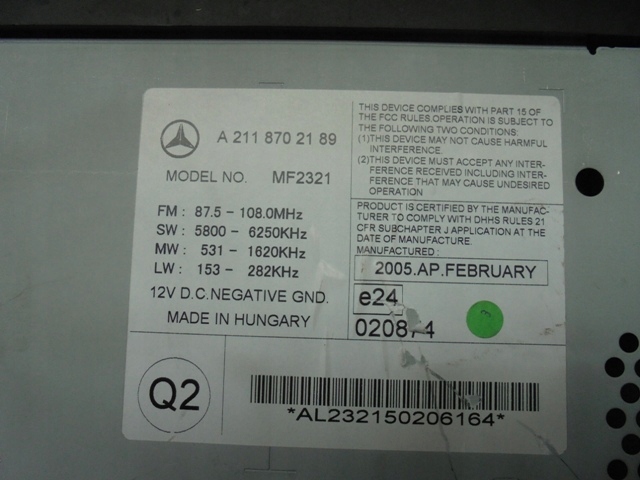 A 211 870 21 89
MODEL NO. MF2321
FM : 87.5 - 108.0MHz
SW : 5800 - 6250KHz
MW : 531 - 1620KHz
LW : 153 - 282KHz
12V D.C.NEGATIVE GND.
MADE IN HUNGARY
THIS DEVICE COMPLIES WITH PART 15 OF
THE FCC RULES.OPERATION IS SUBJECT TO
THE FOLLOWING TWO CONDITIONS:
(1)THIS DEVICE MAY NOT CAUSE HARMFUL
INTERFERENCE.
(2)THIS DEVICE MUST ACCEPT ANY INTER-
FERENCE RECEIVED INCLUDING INTER-
FERENCE THAT MAY CAUSE UNDESIRED
OPERATION
PRODUCT IS CERTIFIED BY THE MANUFAC-
TURER TO COMPLY WITH DHHS RULES 21
CFR SUBCHAPTER J APPLICATION AT THE
DATE OF MANUFACTURE.
MANUFACTURED :
2005.AP.FEBRUARY
e24
020874
Q2
*AL232150206164*